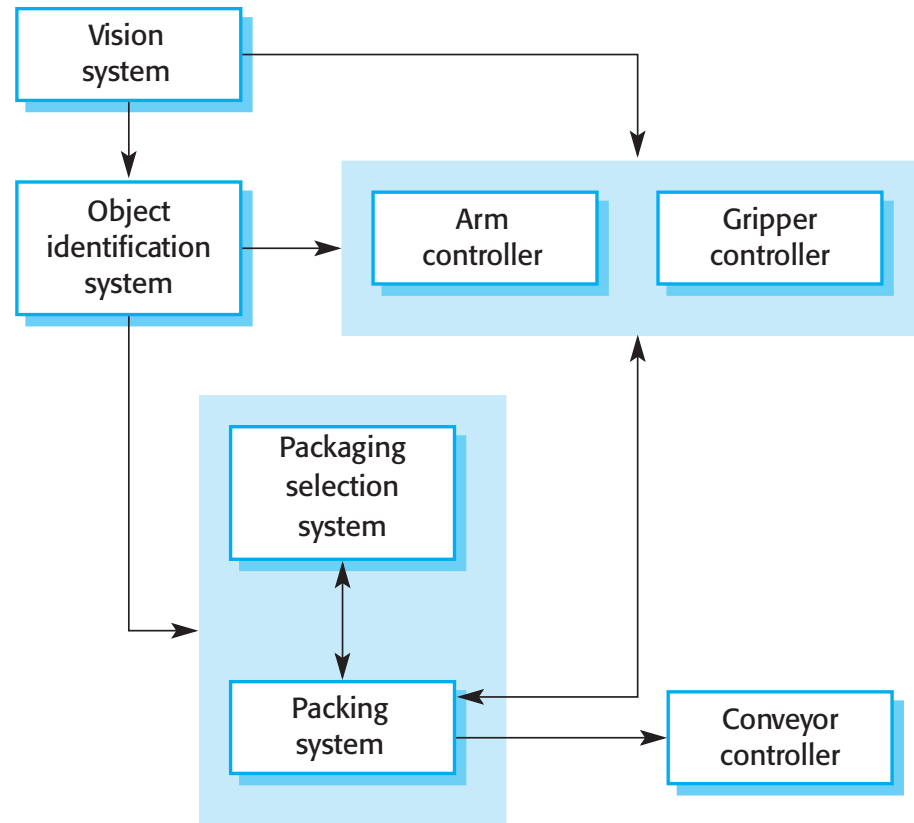 Vision
system
Object
identification
system
Arm
controller
Gripper
controller
Packaging
selection
system
Packing
system
Conveyor
controller